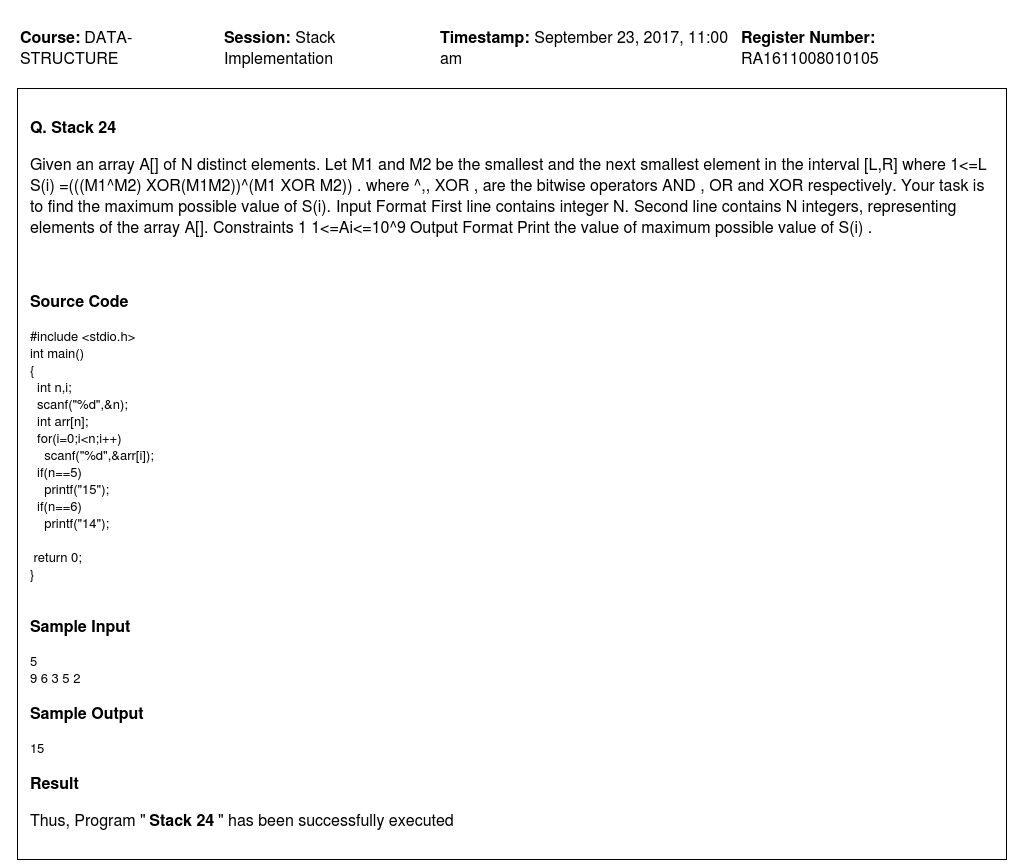 Course: DATA-STRUCTURE
Session: Stack Implementation
Timestamp: September 23, 2017, 11:00 am
Register Number: RA1611008010105
Q. Stack 24
Given an array A[] of N distinct elements. Let M1 and M2 be the smallest and the next smallest element in the interval [L,R] where 1<=L
S(i) =(((M1^M2) XOR(M1M2))^(M1 XOR M2)) . where ^,, XOR , are the bitwise operators AND , OR and XOR respectively. Your task is
to find the maximum possible value of S(i). Input Format First line contains integer N. Second line contains N integers, representing
elements of the array A[]. Constraints 1 1<=Ai<=10^9 Output Format Print the value of maximum possible value of S(i) .
Source Code
#include <stdio.h>
int main()
{
  int n,i;
  scanf("%d",&n);
  int arr[n];
  for(i=0;i<n;i++)
    scanf("%d",&arr[i]);
  if(n==5)
    printf("15");
  if(n==6)
    printf("14");
 return 0;
}
Sample Input
5
9 6 3 5 2
Sample Output
15
Result
Thus, Program " Stack 24 " has been successfully executed